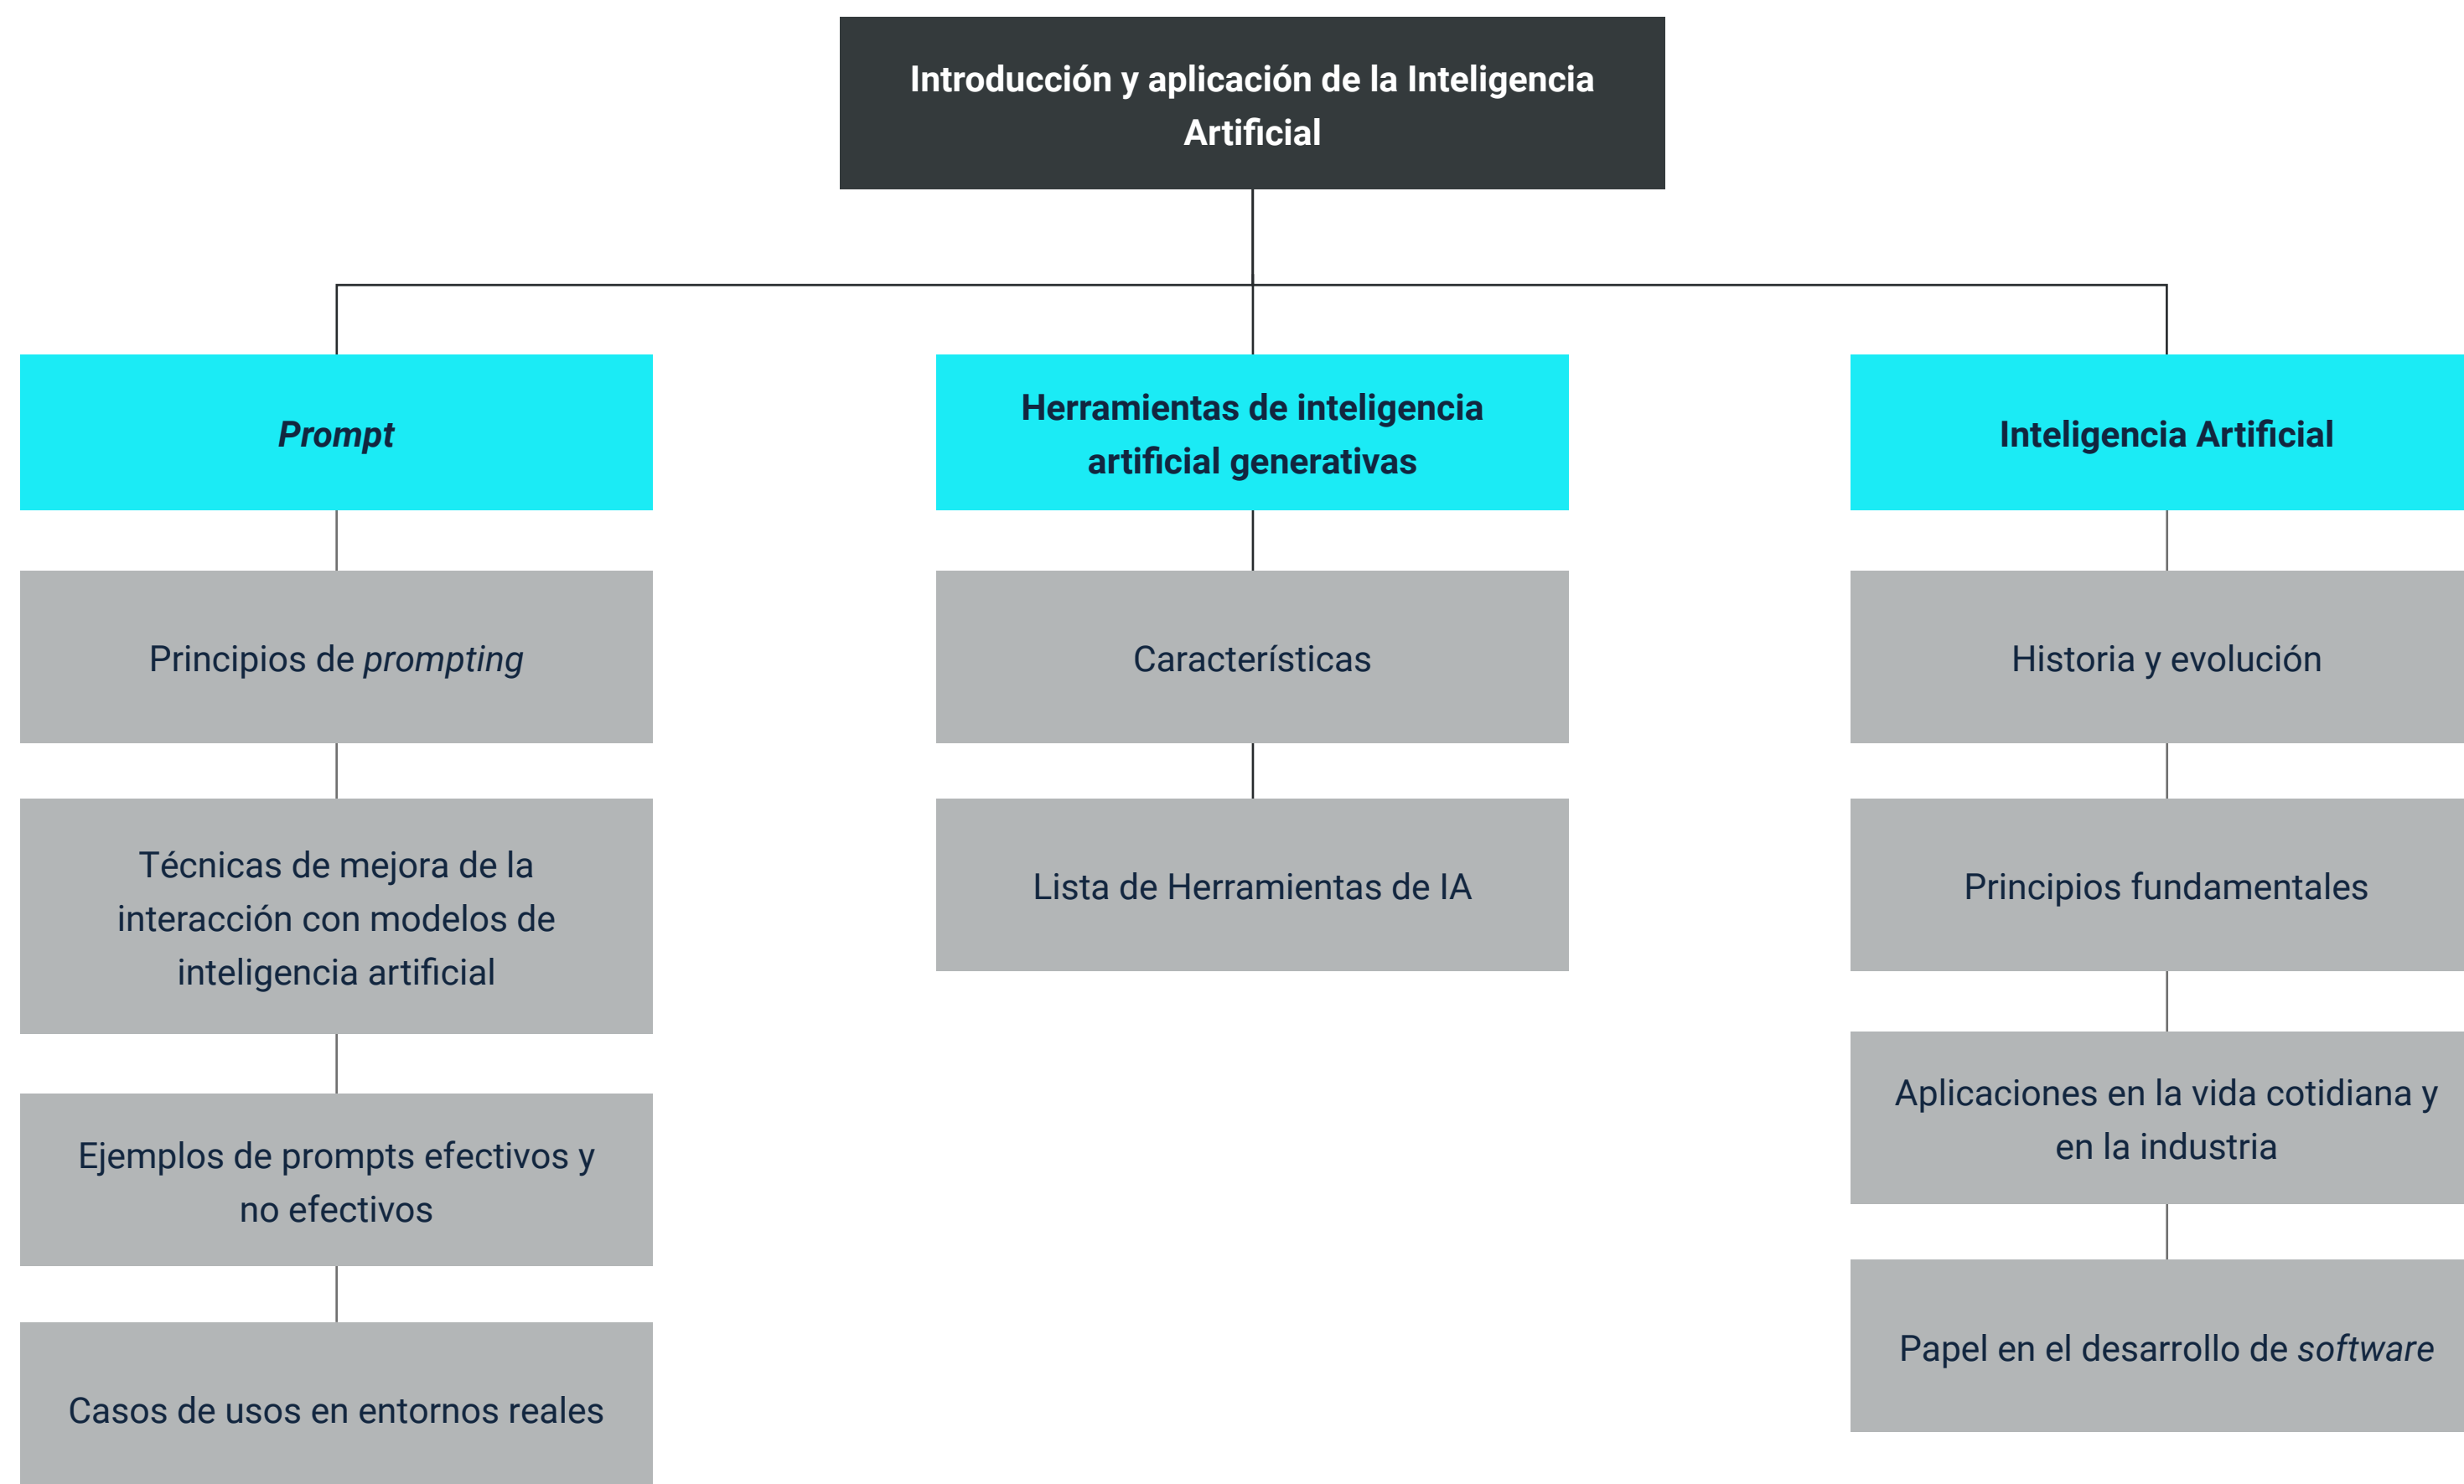 Introducción y aplicación de la Inteligencia
Artificial
Prompt
Principios de prompting
Técnicas de mejora de la
interacción con modelos de
inteligencia artificial
Ejemplos de prompts efectivos y
no efectivos
Casos de usos en entornos reales
Herramientas de inteligencia
artificial generativas
Características
Lista de Herramientas de IA
Inteligencia Artificial
Historia y evolución
Principios fundamentales
Aplicaciones en la vida cotidiana y
en la industria
Papel en el desarrollo de software